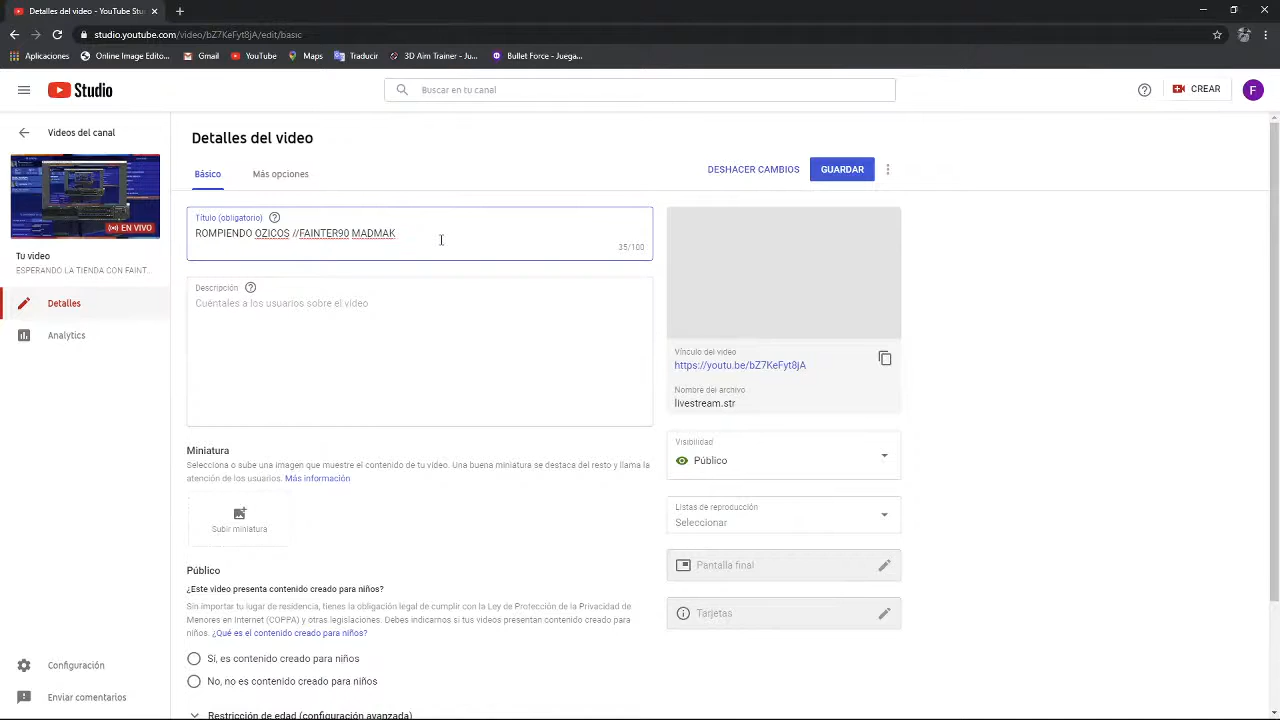 Detalles del video - YouTube Stu
studio.youtube.com/video/bZ7KeFyt8jA/edit/basic
Aplicaciones Online Image Edito... Gmail YouTube Maps Traducir 3D Aim Trainer - Ju... Bullet Force - Juega...
Studio
Buscar en tu canal
CREAR
F
Videos del canal
EN VIVO
Tu video
ESPERANDO LA TIENDA CON FAINT...
Detalles
Analytics
Configuración
Enviar comentarios
Detalles del video
Básico Más opciones
DESHACER CAMBIOS GUARDAR
Título (obligatorio)
ROMPIENDO OZICOS //FAINTER90 MADMAK
35/100
Descripción
Cuéntales a los usuarios sobre el video
Miniatura
Selecciona o sube una imagen que muestre el contenido de tu video. Una buena miniatura se destaca del resto y llama la
atención de los usuarios. Más información
Subir miniatura
Público
¿Este video presenta contenido creado para niños?
Sin importar tu lugar de residencia, tienes la obligación legal de cumplir con la Ley de Protección de la Privacidad de
Menores en Internet (COPPA) y otras legislaciones. Debes indicarnos si tus videos presentan contenido creado para
niños. ¿Qué es el contenido creado para niños?
Sí, es contenido creado para niños
No, no es contenido creado para niños
Restricción de edad (configuración avanzada)
Vínculo del video
https://youtu.be/bZ7KeFyt8jA
Nombre del archivo
livestream.str
Visibilidad
Público
Listas de reproducción
Seleccionar
Pantalla final
Tarjetas